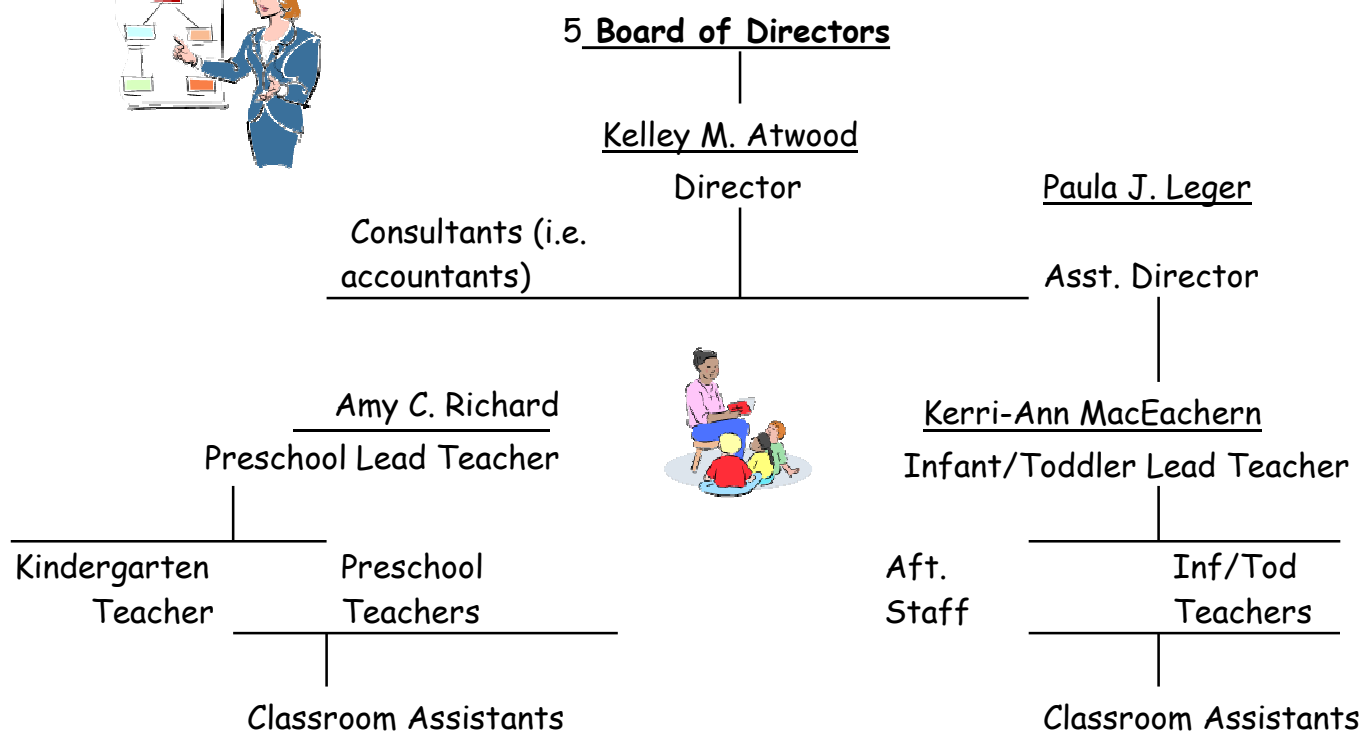 5 Board of Directors
Kelley M. Atwood
Director
Paula J. Leger
Consultants (i.e.
accountants)
Asst. Director
Amy C. Richard
Preschool Lead Teacher
Kerri-Ann MacEachern
Infant/Toddler Lead Teacher
Kindergarten
Teacher
Preschool
Teachers
Aft.
Staff
Inf/Tod
Teachers
Classroom Assistants
Classroom Assistants